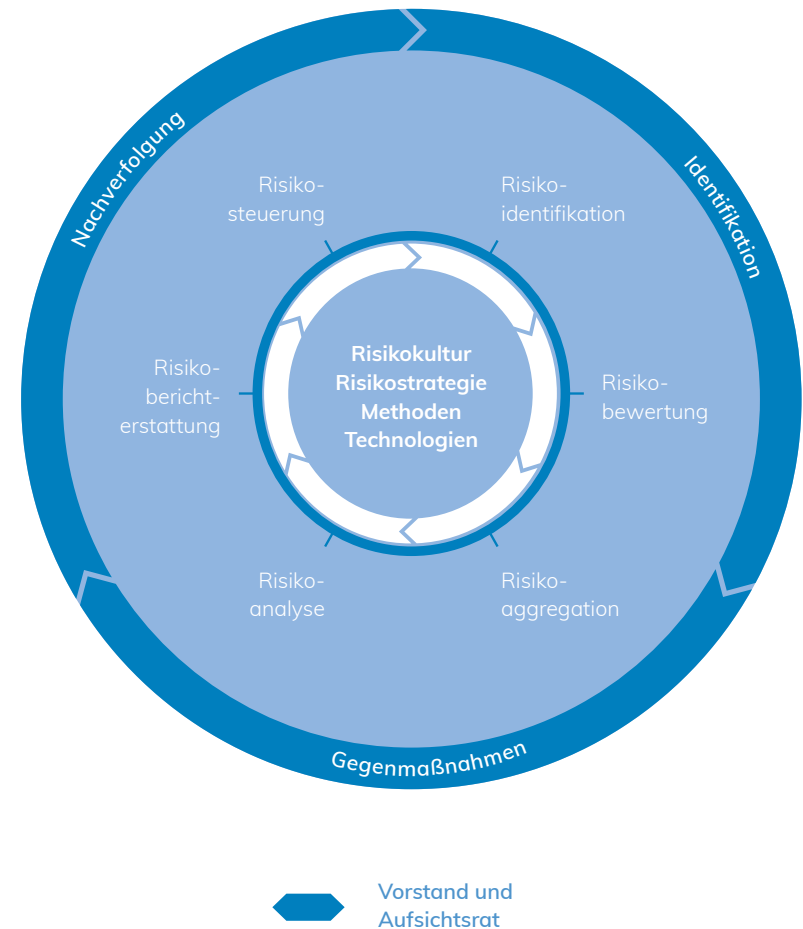 Nachverfolgung
Identifikation
Risiko-
steuerung
Risiko-
identifikation
Risikokultur
Risikostrategie
Methoden
Technologien
Risiko-
bericht-
erstattung
Risiko-
bewertung
Risiko-
analyse
Risiko-
aggregation
Gegenmaßnahmen
Vorstand und
Aufsichtsrat